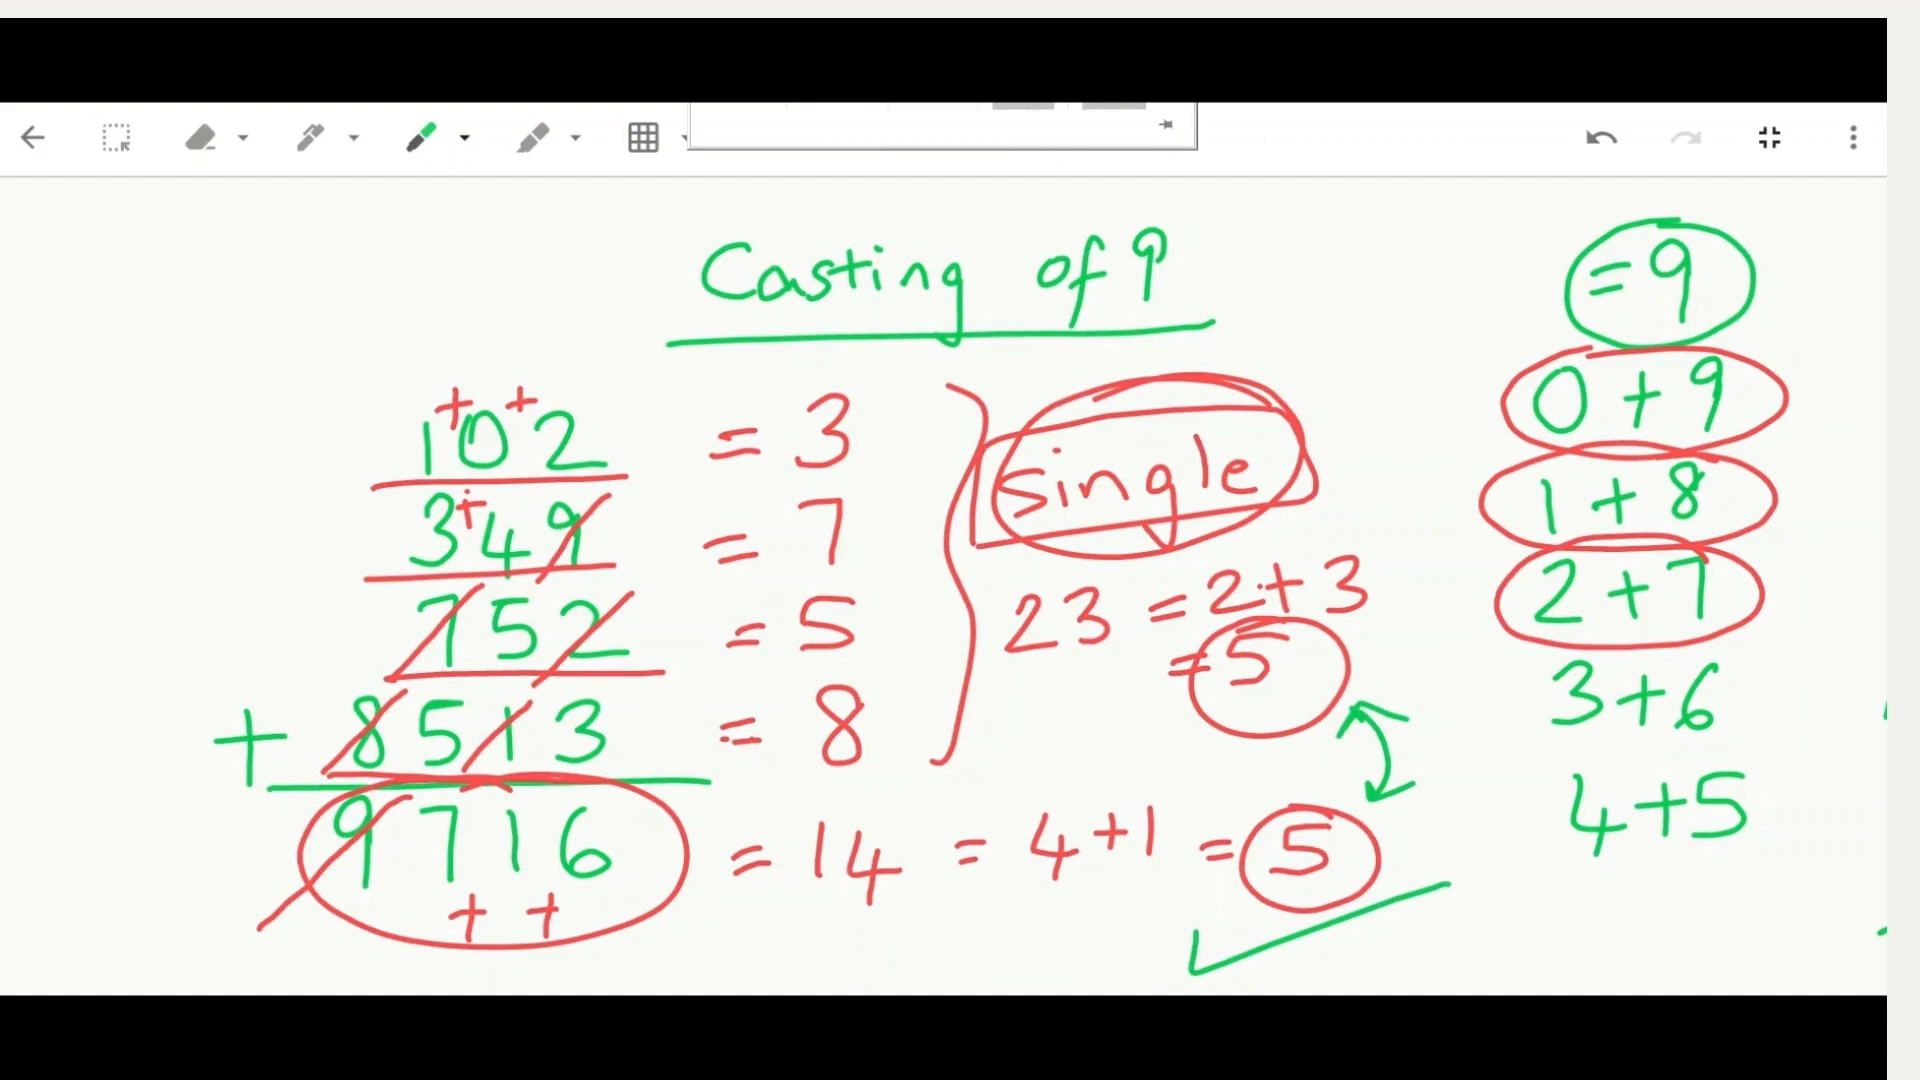 Casting of 9
102 = 3
349 = 7
752 = 5
+ 8513 = 8
9716 = 14 = 4+1 = 5
single
23 = 2+3
= 5
= 9
0 + 9
1 + 8
2 + 7
3 + 6
4 + 5